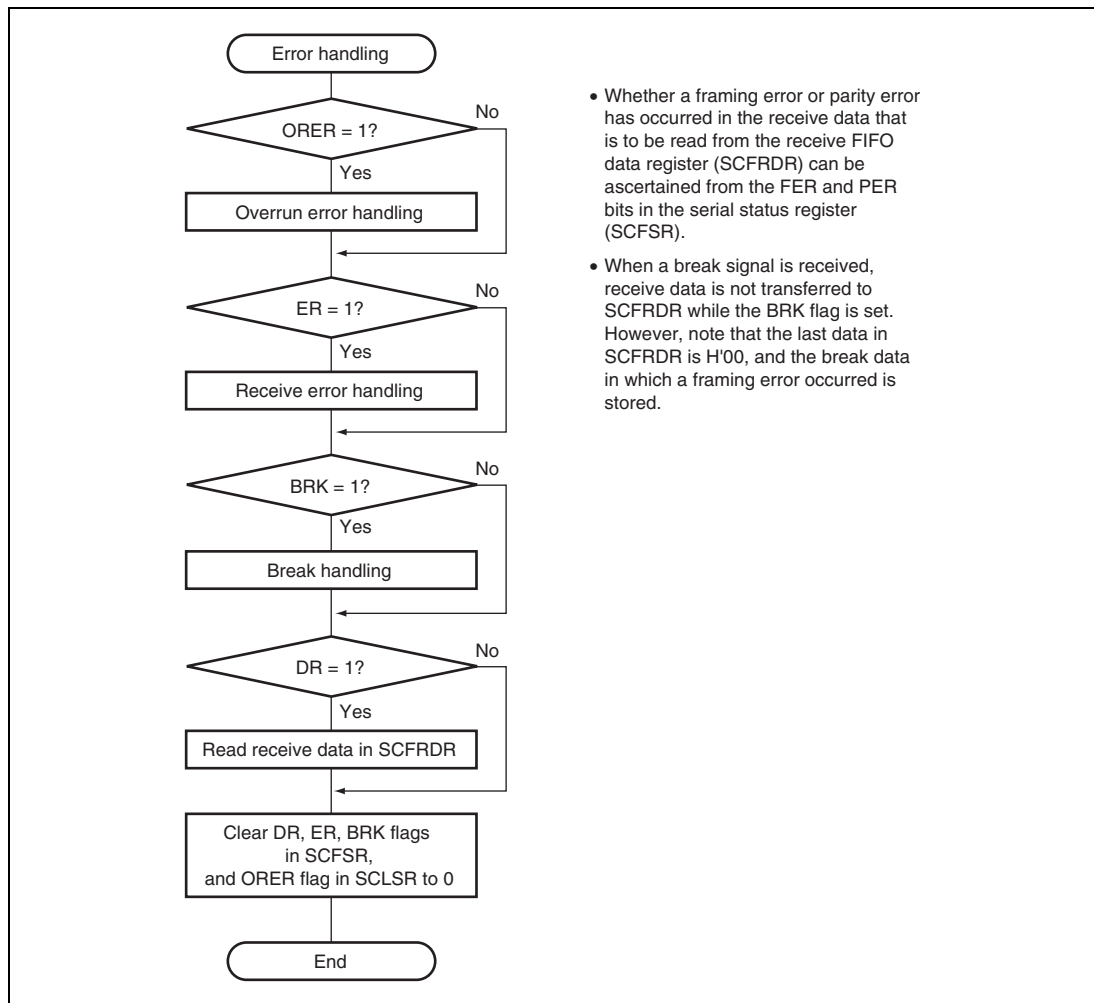 Error handling
No
ORER = 1?
Yes
Overrun error handling
No
ER = 1?
Yes
Receive error handling
No
BRK = 1?
Yes
Break handling
No
DR = 1?
Yes
Read receive data in SCFRDR
Clear DR, ER, BRK flags
in SCFSR,
and ORER flag in SCLSR to 0
End
• Whether a framing error or parity error
has occurred in the receive data that
is to be read from the receive FIFO
data register (SCFRDR) can be
ascertained from the FER and PER
bits in the serial status register
(SCFSR).
• When a break signal is received,
receive data is not transferred to
SCFRDR while the BRK flag is set.
However, note that the last data in
SCFRDR is H'00, and the break data
in which a framing error occurred is
stored.